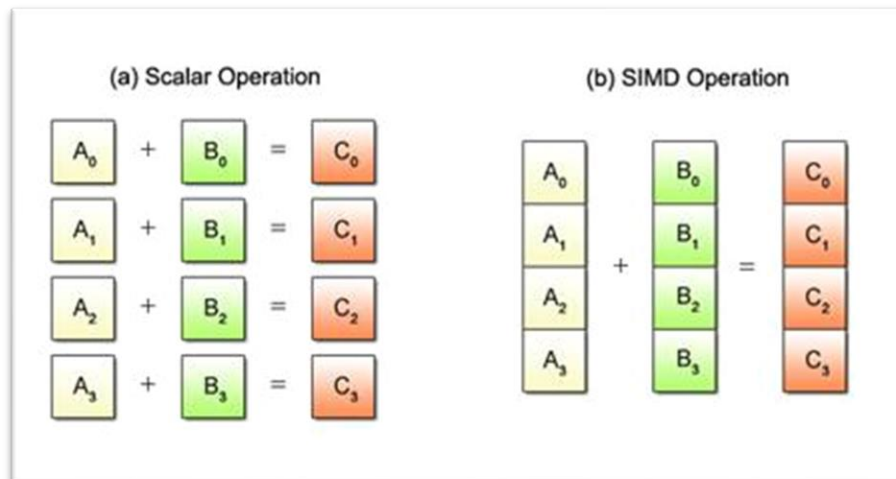 (a) Scalar Operation
A₀ + B₀ = C₀
A₁ + B₁ = C₁
A₂ + B₂ = C₂
A₃ + B₃ = C₃
(b) SIMD Operation
A₀ B₀ C₀
A₁ B₁ C₁
+ =
A₂ B₂ C₂
A₃ B₃ C₃